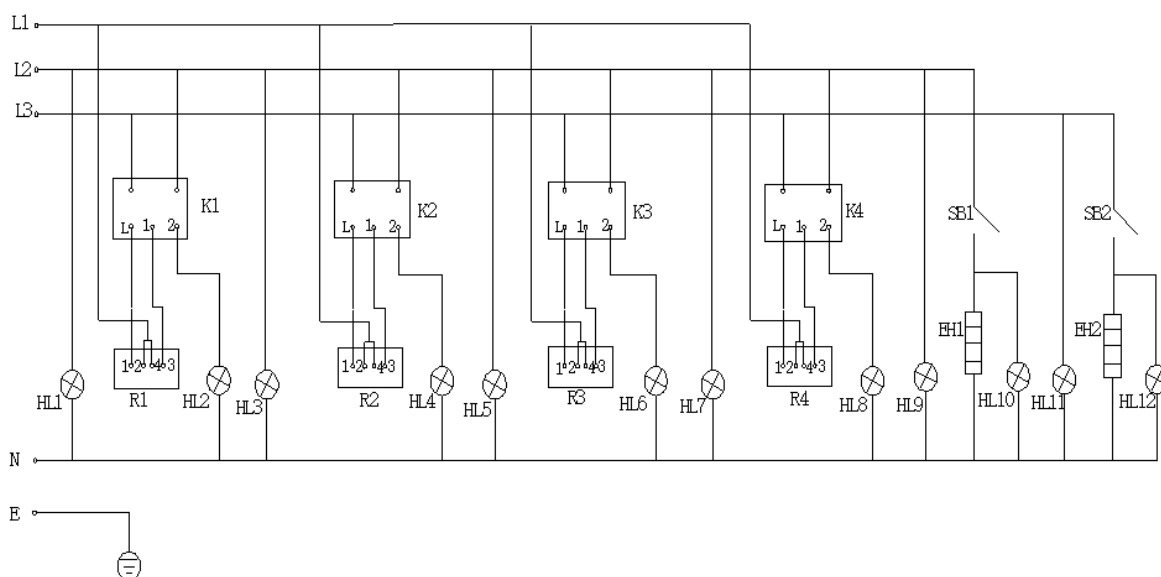 L1
L2
L3
K1 K2 K3 K4 SB1 SB2
L 1 2 L 1 2 L 1 2 L 1 2
EH1 EH2
1 2 4 3 1 2 4 3 1 2 4 3 1 2 4 3
HL1 R1 HL2 HL3 R2 HL4 HL5 R3 HL6 HL7 R4 HL8 HL9 HL10 HL11 HL12
N
E